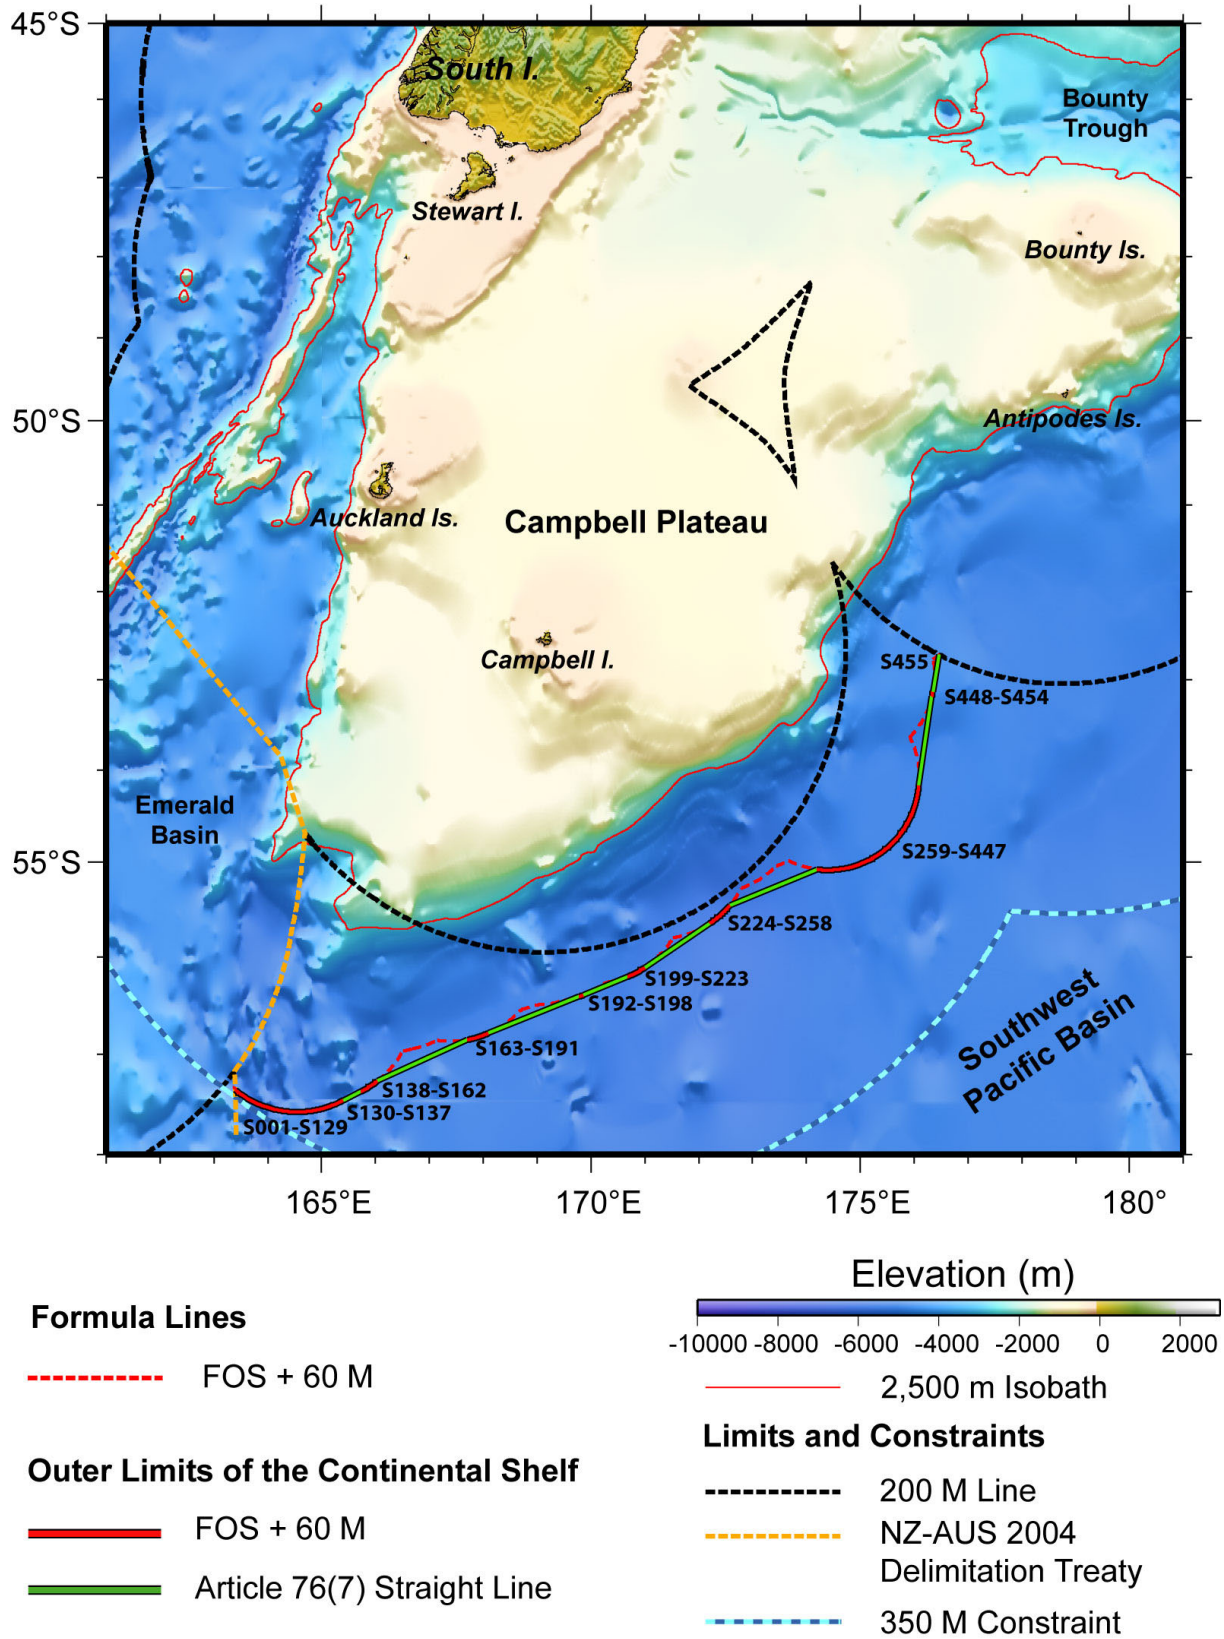 45°S
South I.
Bounty
Trough
Stewart I.
Bounty Is.
50°S
Antipodes Is.
Auckland Is.
Campbell Plateau
Campbell I.
S455
S448-S454
Emerald
Basin
55°S
S259-S447
S224-S258
S199-S223
S192-S198
Southwest
Pacific Basin
S163-S191
S138-S162
S130-S137
S001-S129
165°E
170°E
175°E
180°
Elevation (m)
-10000 -8000 -6000 -4000 -2000 0 2000
Formula Lines
FOS + 60 M
2,500 m Isobath
Limits and Constraints
Outer Limits of the Continental Shelf
200 M Line
FOS + 60 M
NZ-AUS 2004
Delimitation Treaty
Article 76(7) Straight Line
350 M Constraint